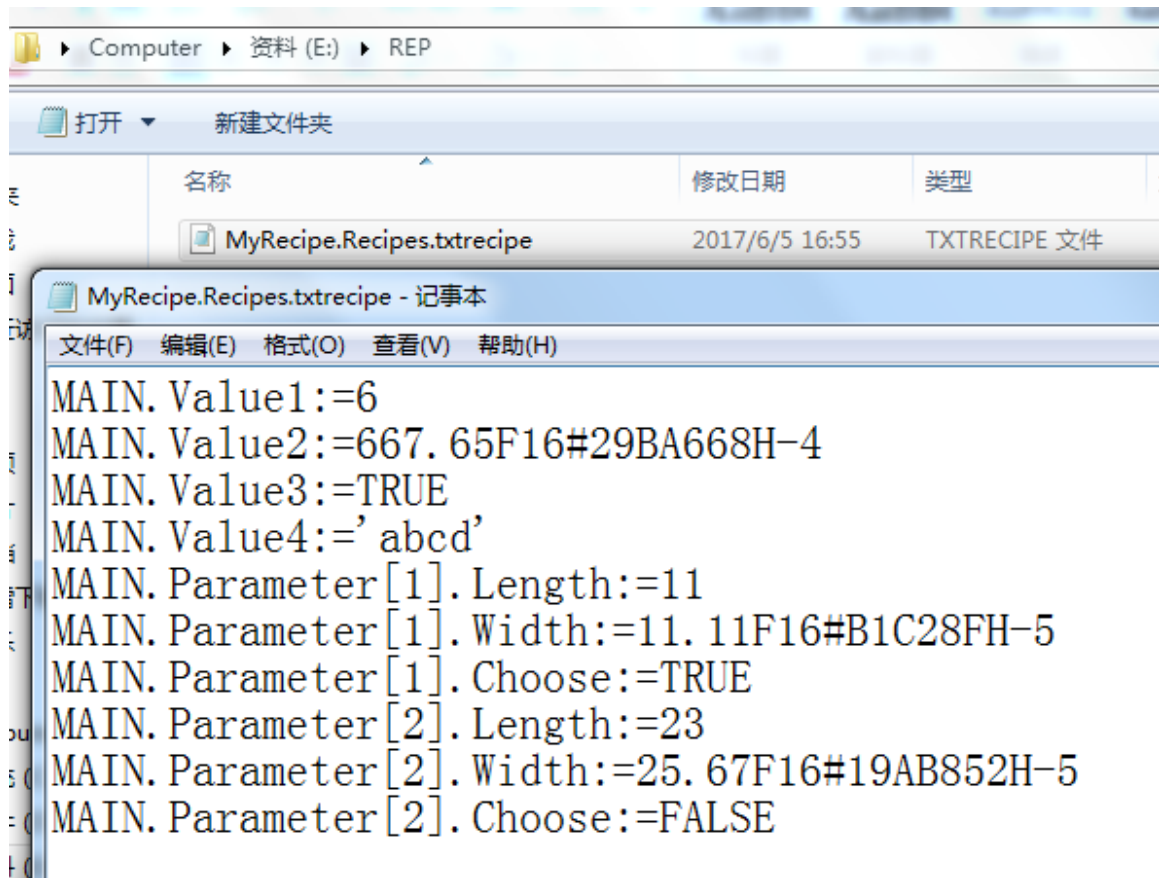 Computer ▸ 资料 (E:) ▸ REP
打开 新建文件夹
名称 修改日期 类型
MyRecipe.Recipes.txtrecipe 2017/6/5 16:55 TXTRECIPE 文件
MyRecipe.Recipes.txtrecipe - 记事本
文件(F) 编辑(E) 格式(O) 查看(V) 帮助(H)
MAIN.Value1:=6
MAIN.Value2:=667.65F16#29BA668H-4
MAIN.Value3:=TRUE
MAIN.Value4:='abcd'
MAIN.Parameter[1].Length:=11
MAIN.Parameter[1].Width:=11.11F16#B1C28FH-5
MAIN.Parameter[1].Choose:=TRUE
MAIN.Parameter[2].Length:=23
MAIN.Parameter[2].Width:=25.67F16#19AB852H-5
MAIN.Parameter[2].Choose:=FALSE